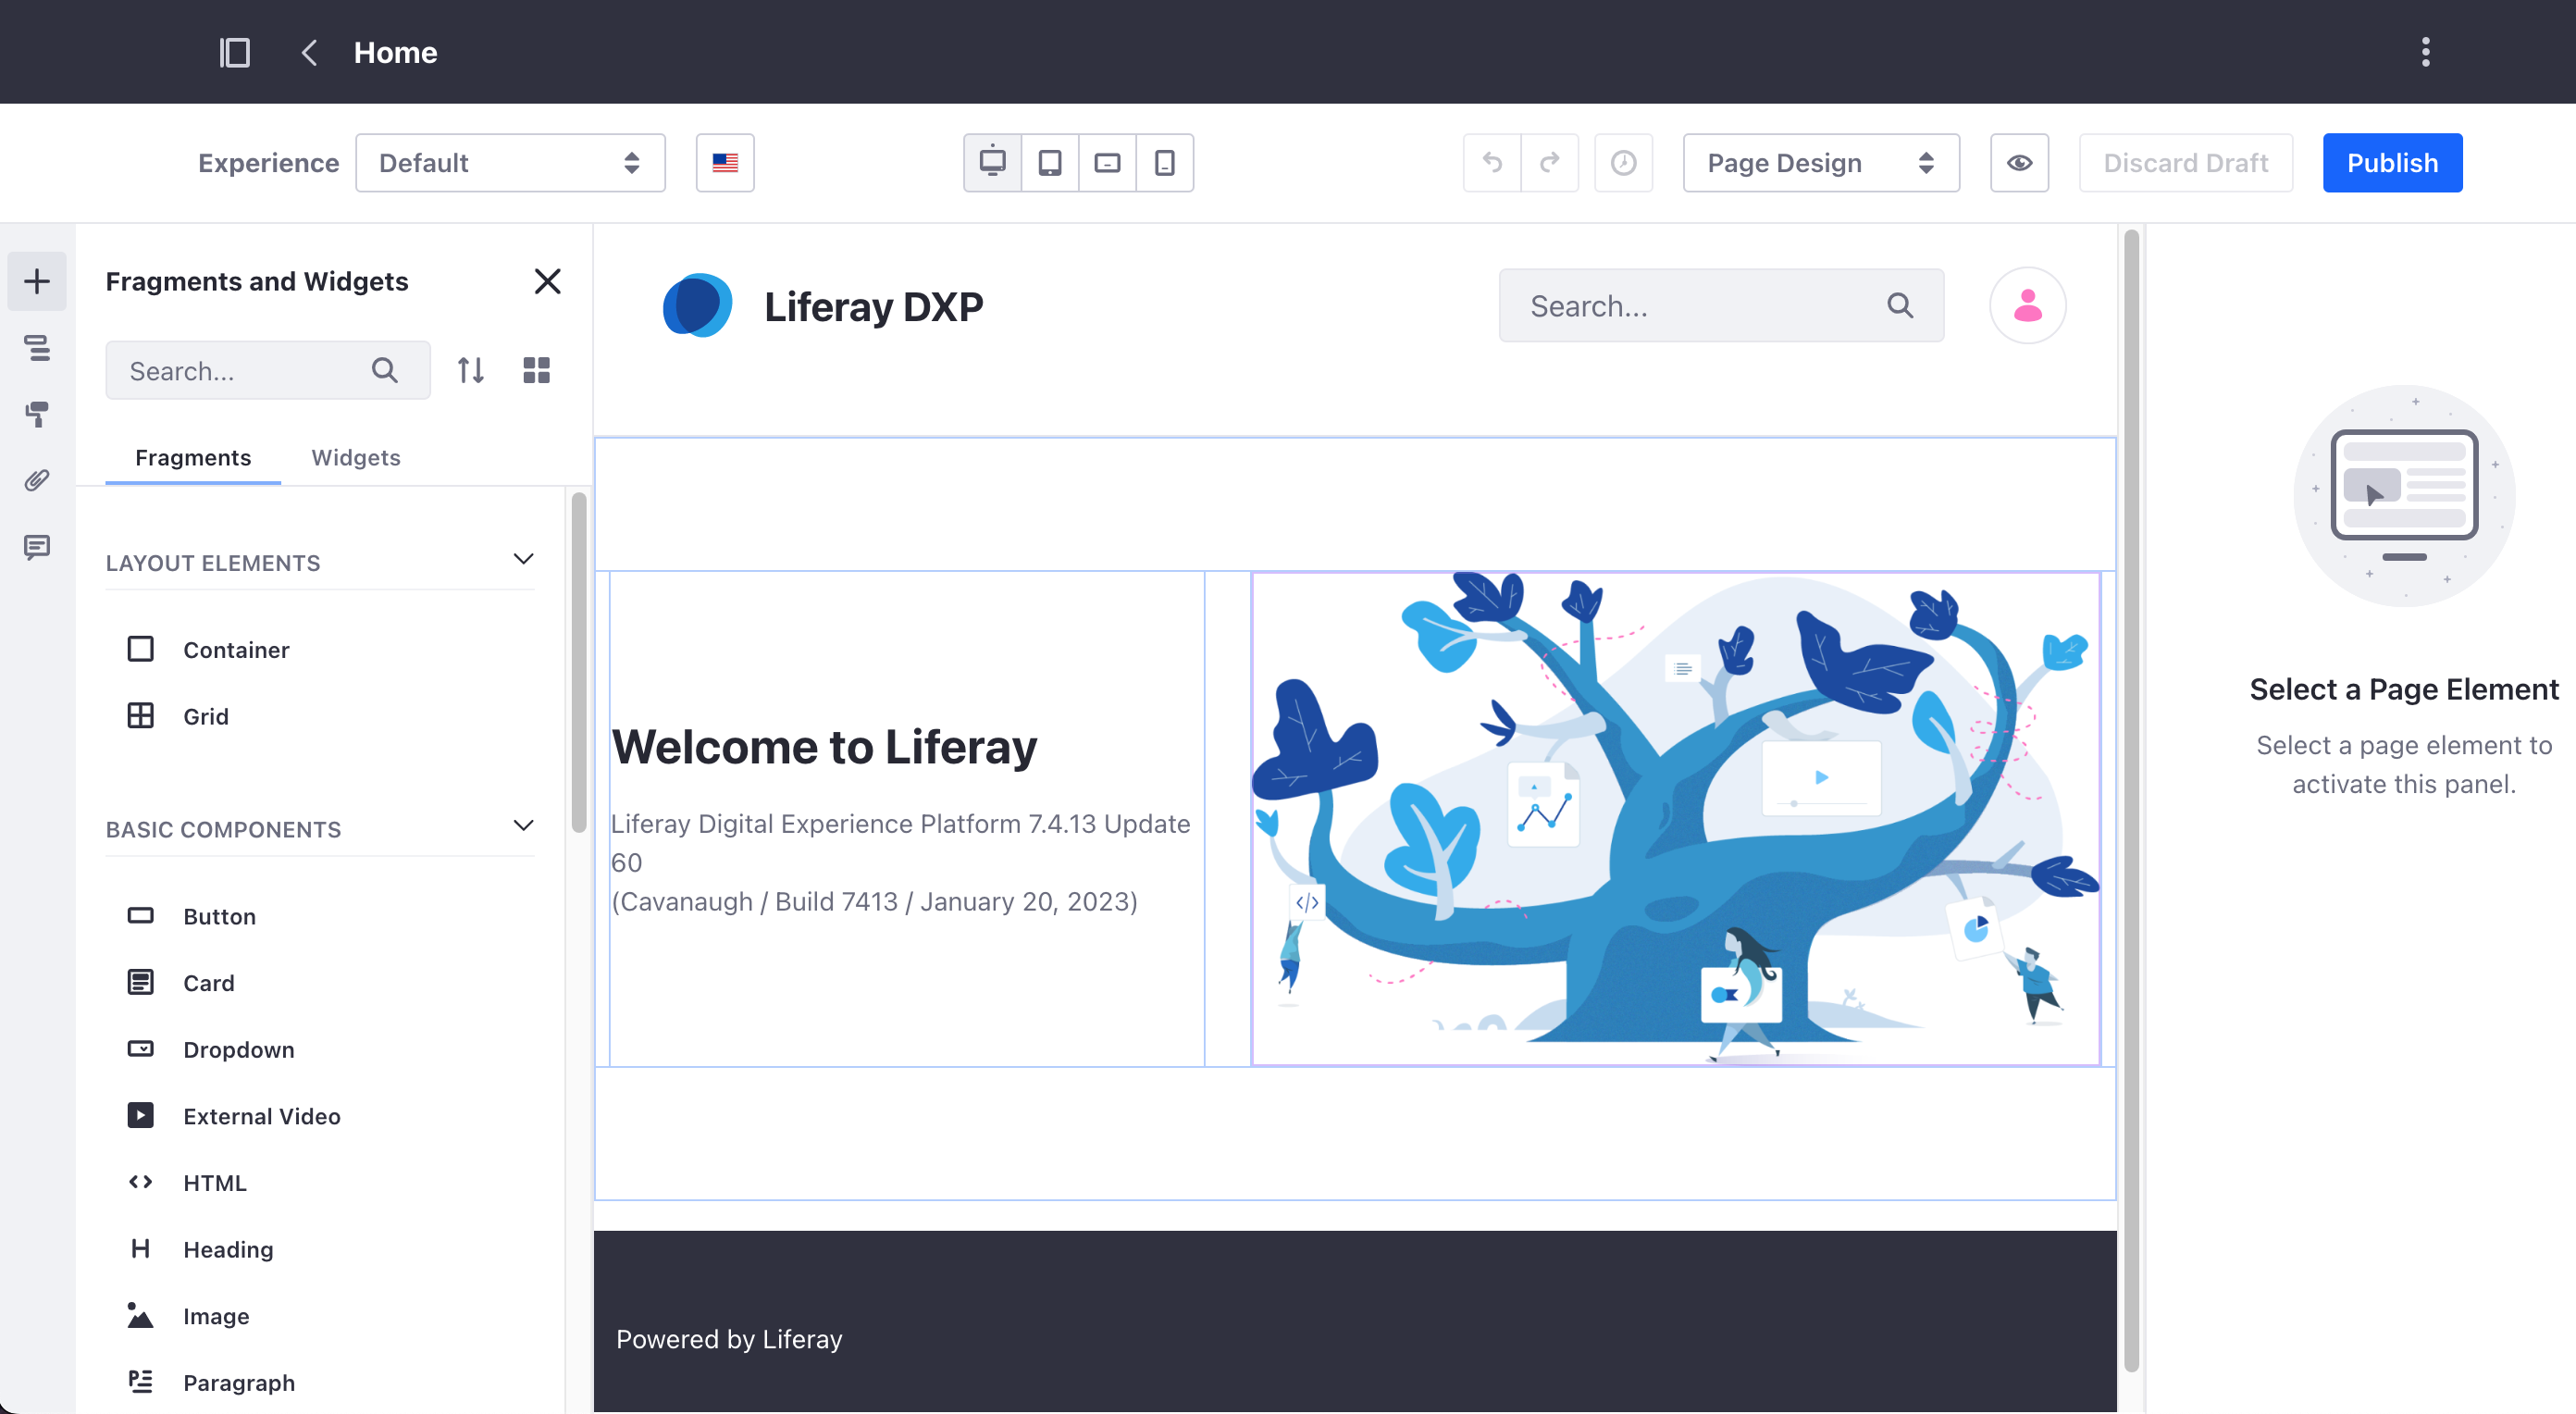 Home
Experience
Default
Page Design
Discard Draft
Publish
Fragments and Widgets
Search...
Fragments
Widgets
LAYOUT ELEMENTS
Container
Grid
BASIC COMPONENTS
Button
Card
Dropdown
External Video
HTML
Heading
Image
Paragraph
Liferay DXP
Search...
Welcome to Liferay
Liferay Digital Experience Platform 7.4.13 Update
60
(Cavanaugh / Build 7413 / January 20, 2023)
</>
Powered by Liferay
Select a Page Element
Select a page element to
activate this panel.